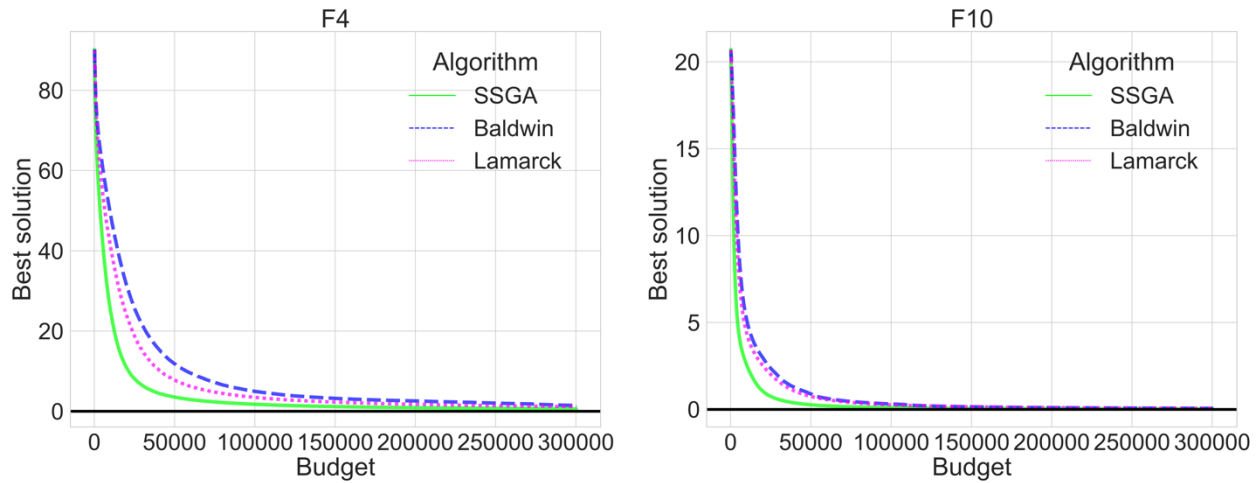 F4
Best solution
80
60
40
20
0
Algorithm
SSGA
Baldwin
Lamarck
0 50000 100000 150000 200000 250000 300000
Budget
F10
Best solution
20
15
10
5
0
Algorithm
SSGA
Baldwin
Lamarck
0 50000 100000 150000 200000 250000 300000
Budget